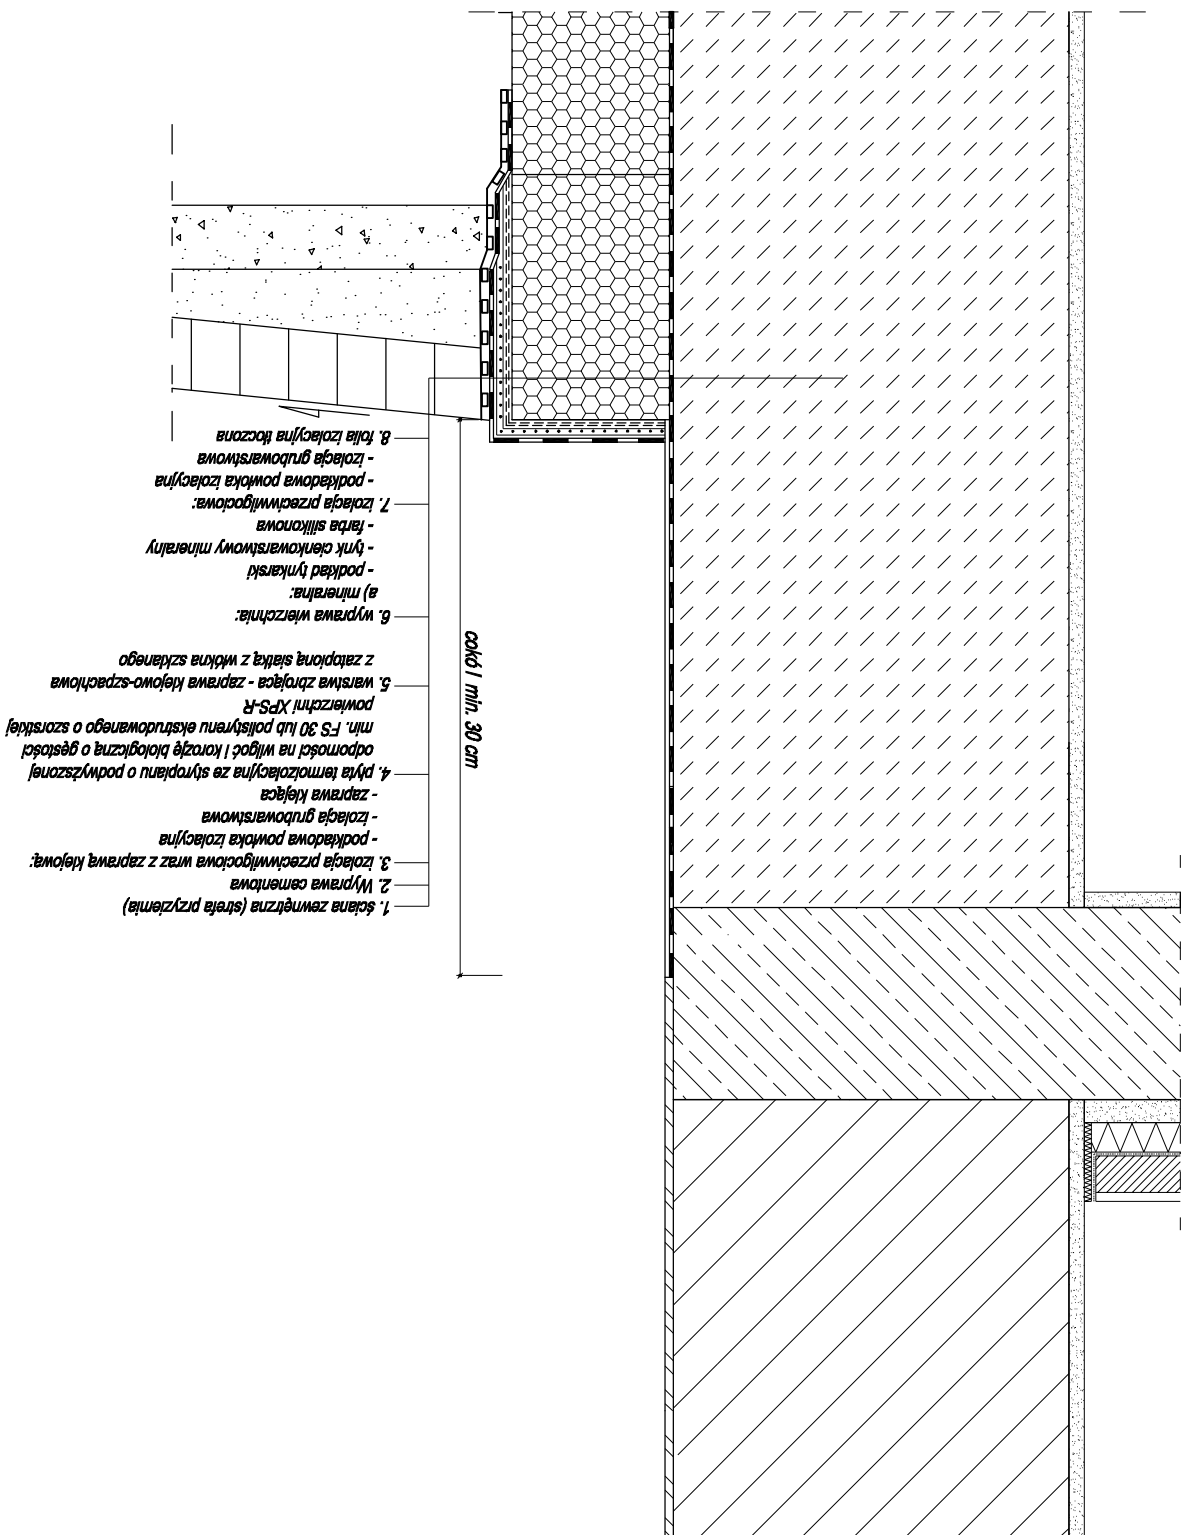 1. ściana zewnętrzna (strefa przyziemia)
2. Wyprawa cementowa
3. izolacja przeciwwilgociowa wraz z zaprawą klejową:
- podkładowa powłoka izolacyjna
- izolacja grubowarstwowa
- zaprawa klejąca
4. płyta termoizolacyjna ze styropianu o podwyższonej
odporności na wilgoć i korozję biologiczną o gęstości
min. FS 30 lub polistyrenu ekstrudowanego o szorstkiej
powierzchni XPS-R
5. warstwa zbrojąca - zaprawa klejowo-szpachlowa
z zatopioną siatką z włókna szklanego
6. wyprawa wierzchnia:
a) mineralna:
- podkład tynkarski
- tynk cienkowarstwowy mineralny
- farba silikonowa
7. izolacja przeciwwilgociowa:
- podkładowa powłoka izolacyjna
- izolacja grubowarstwowa
8. folia izolacyjna tłoczona
cokó l min. 30 cm